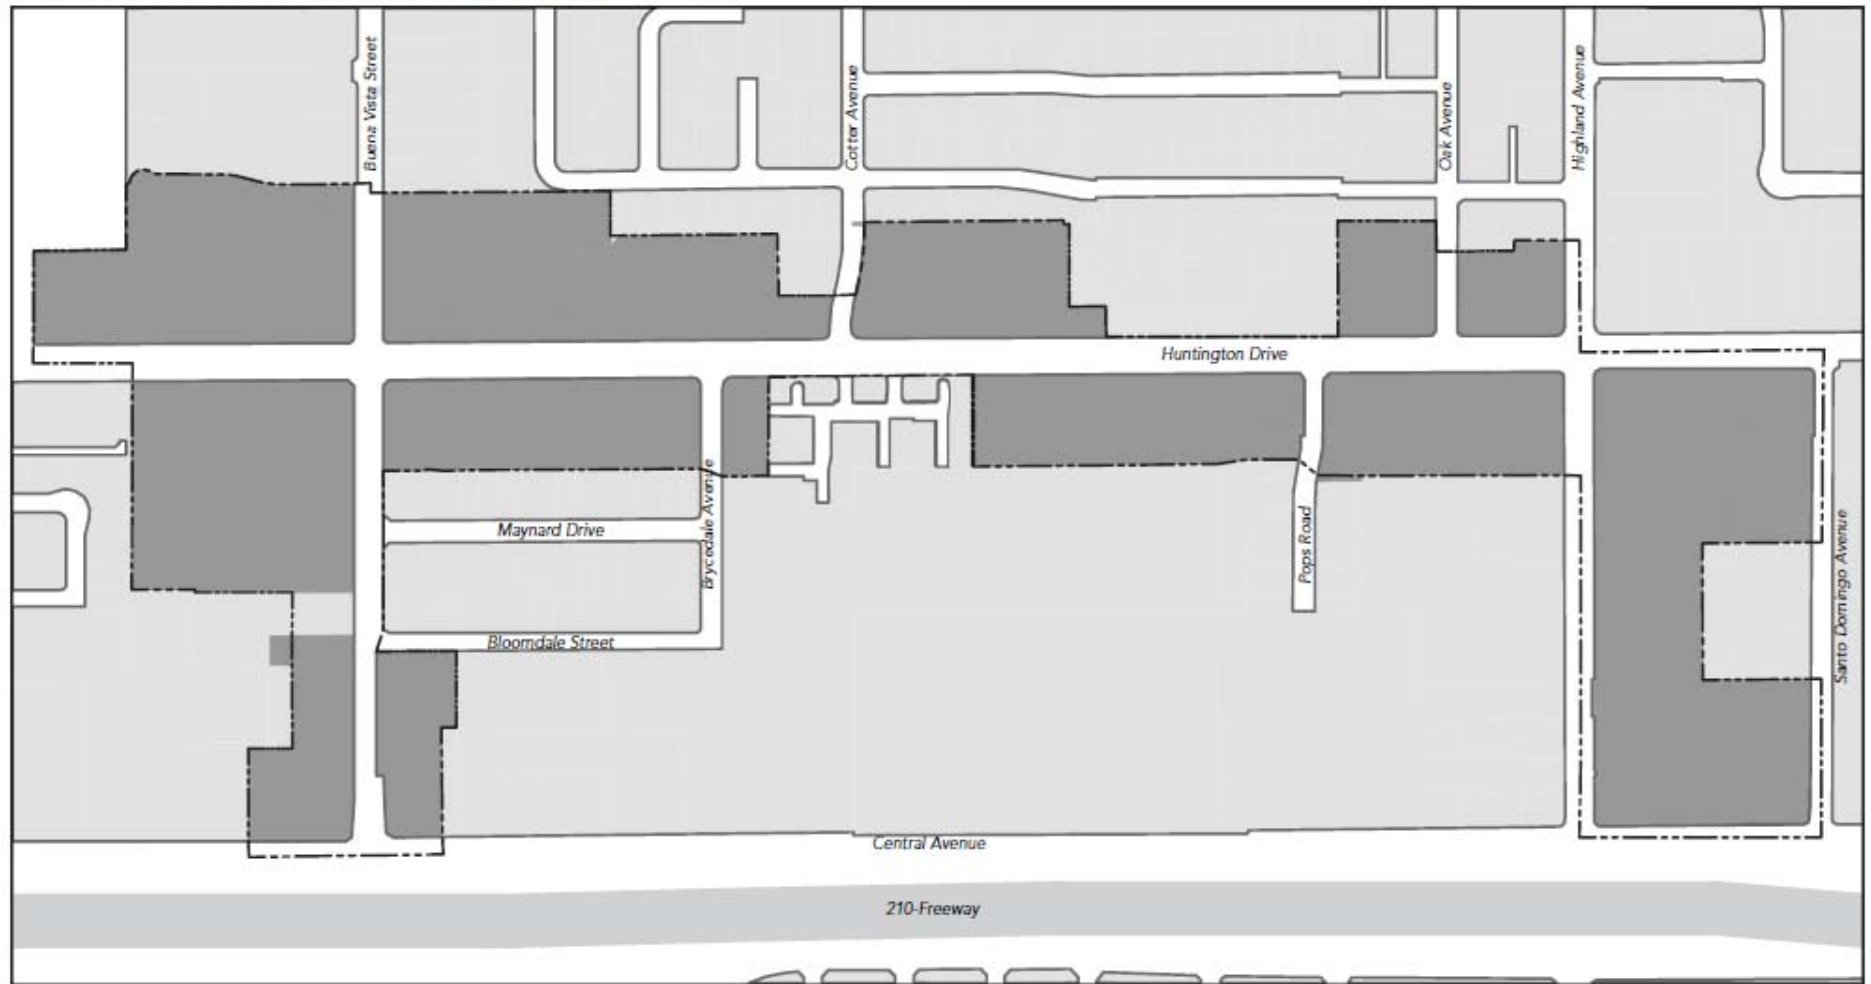 Buena Vista Street
Cotter Avenue
Oak Avenue
Highland Avenue
Huntington Drive
Maynard Drive
Brycedale Avenue
Pops Road
Santo Domingo Avenue
Bloomdale Street
Central Avenue
210-Freeway